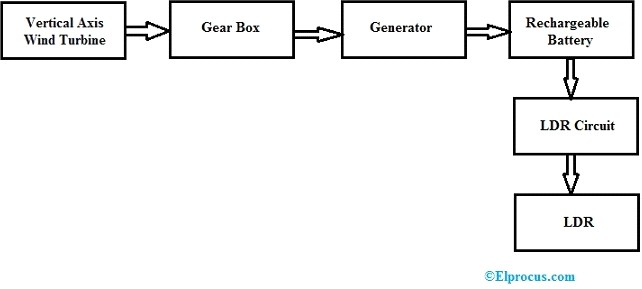 Vertical Axis
Wind Turbine
Gear Box
Generator
Rechargeable
Battery
LDR Circuit
LDR
©Elprocus.com